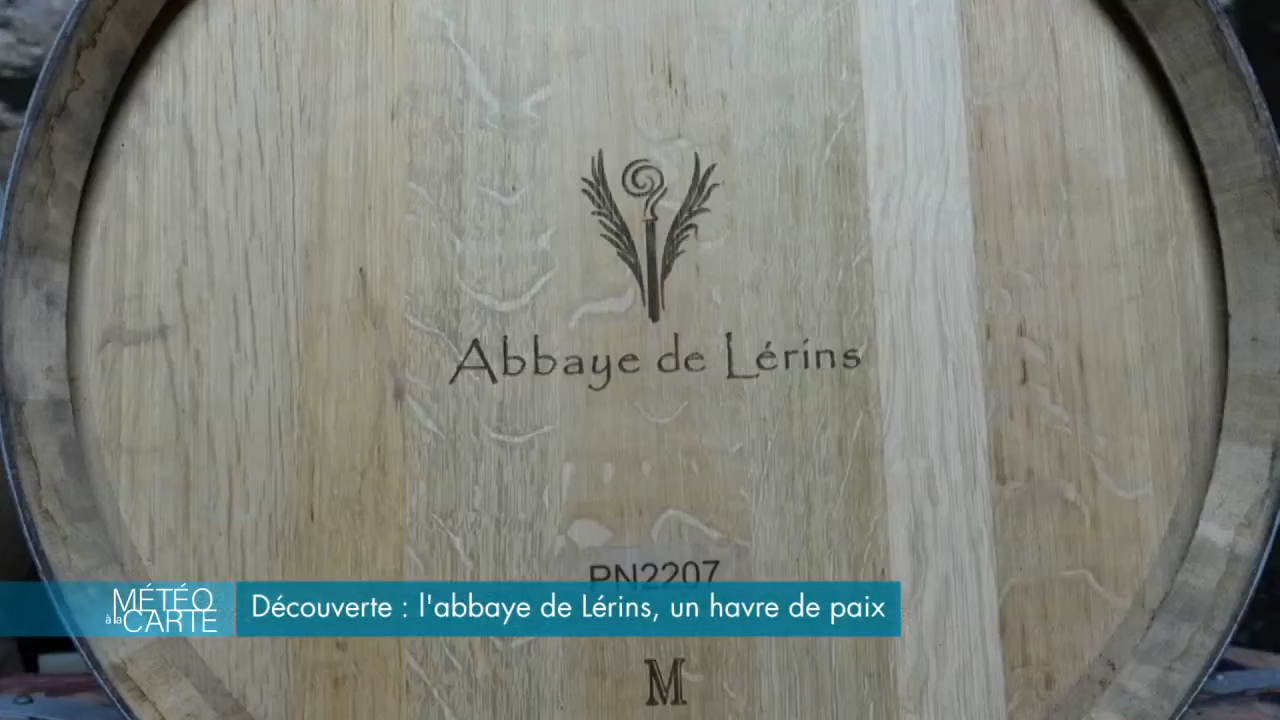 Abbaye de Lérins
PN2207
MÉTÉO
à la CARTE
Découverte : l'abbaye de Lérins, un havre de paix
M